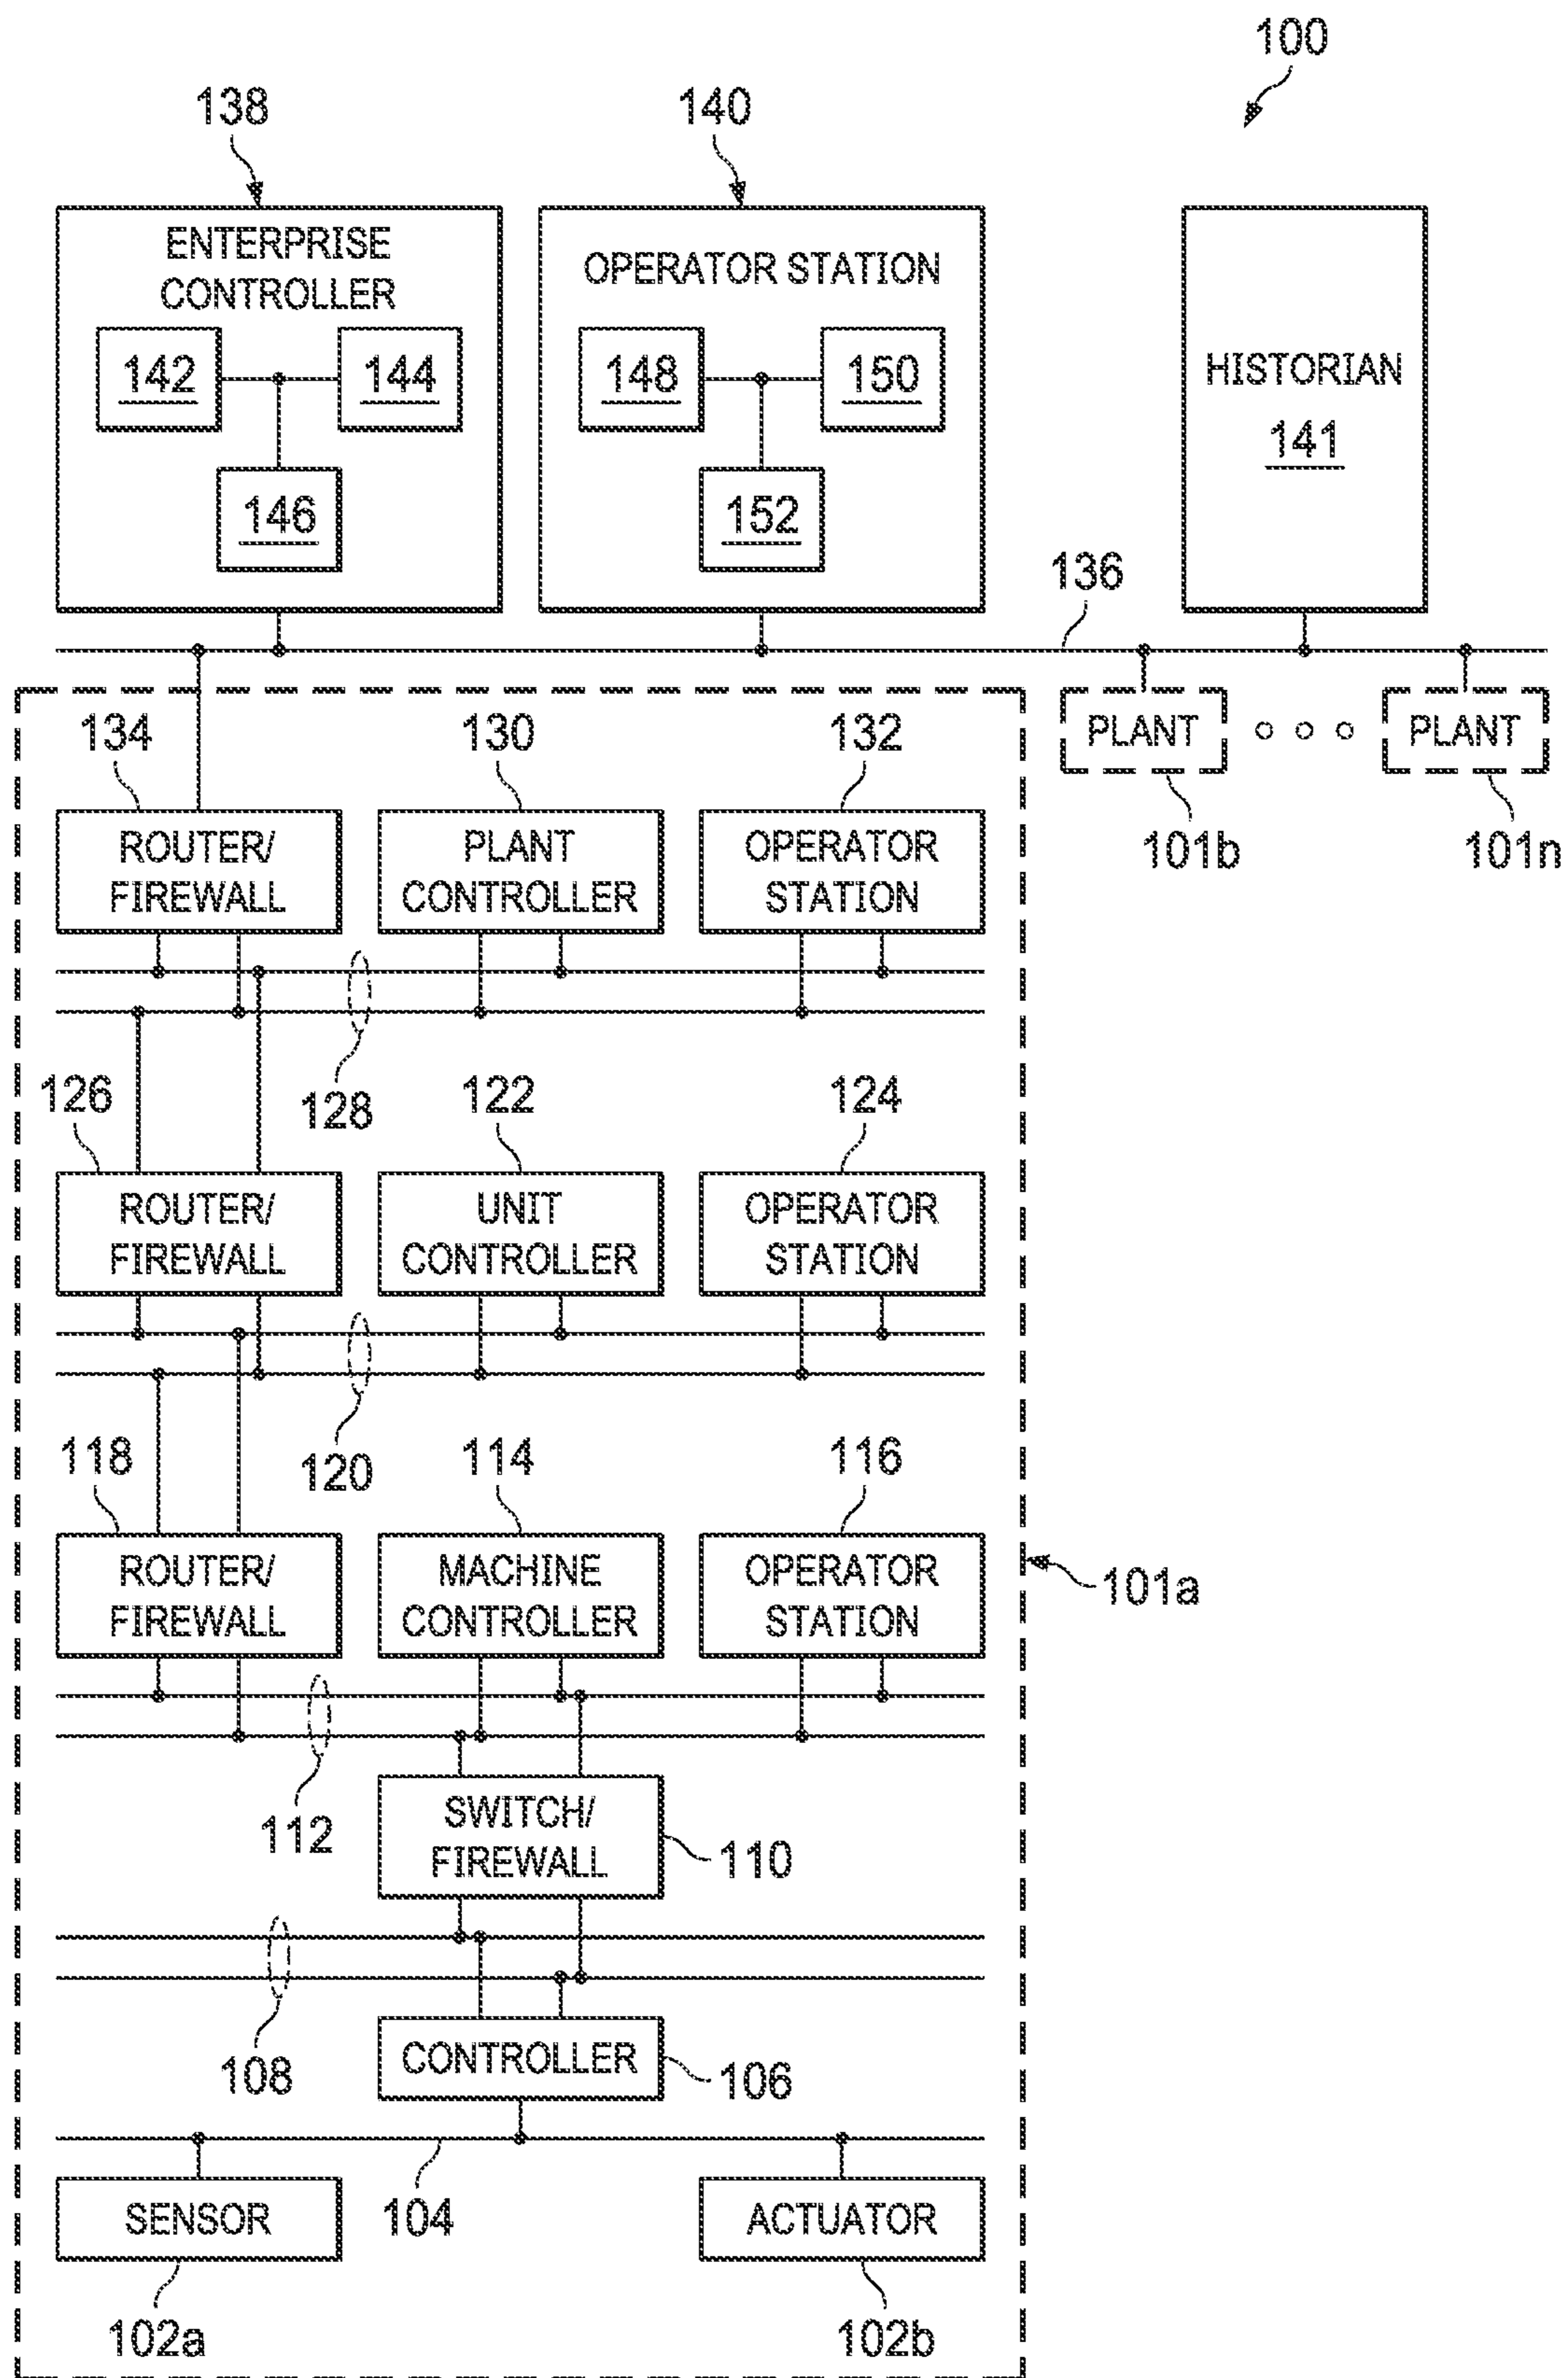 100
138
140
ENTERPRISE
CONTROLLER
142
144
146
OPERATOR STATION
148
150
152
HISTORIAN
141
136
134
130
132
PLANT
PLANT
101b
101n
ROUTER/
FIREWALL
PLANT
CONTROLLER
OPERATOR
STATION
128
126
122
124
ROUTER/
FIREWALL
UNIT
CONTROLLER
OPERATOR
STATION
120
118
114
116
ROUTER/
FIREWALL
MACHINE
CONTROLLER
OPERATOR
STATION
101a
112
SWITCH/
FIREWALL
110
108
CONTROLLER
106
104
SENSOR
ACTUATOR
102a
102b